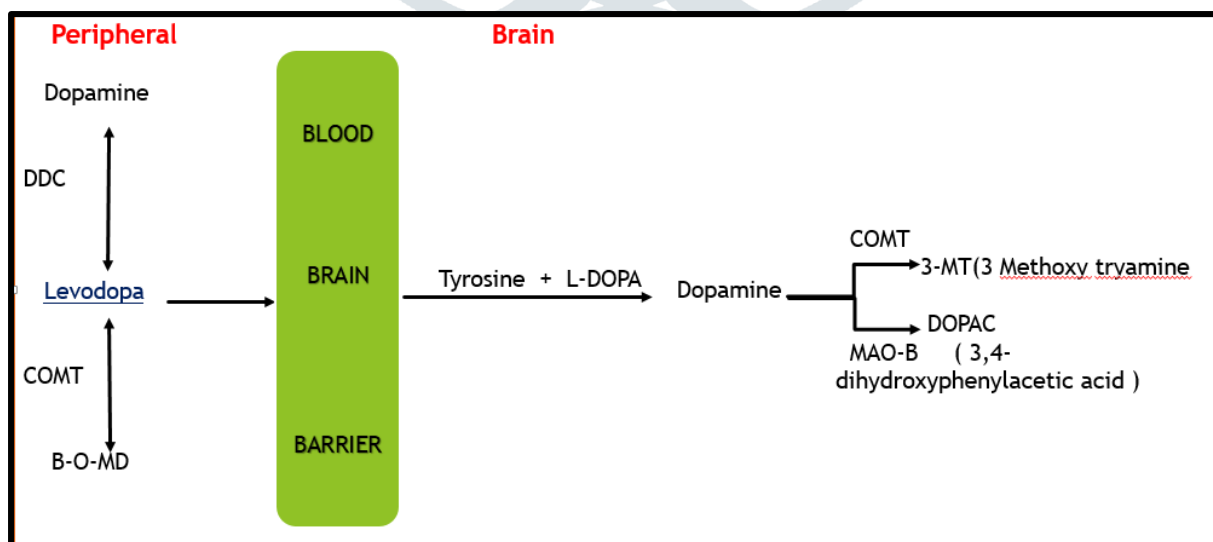 Peripheral
Brain
Dopamine
DDC
Levodopa
COMT
B-O-MD
BLOOD
BRAIN
BARRIER
Tyrosine + L-DOPA
Dopamine
COMT
3-MT(3 Methoxy tryamine
DOPAC
MAO-B ( 3,4-
dihydroxyphenylacetic acid )